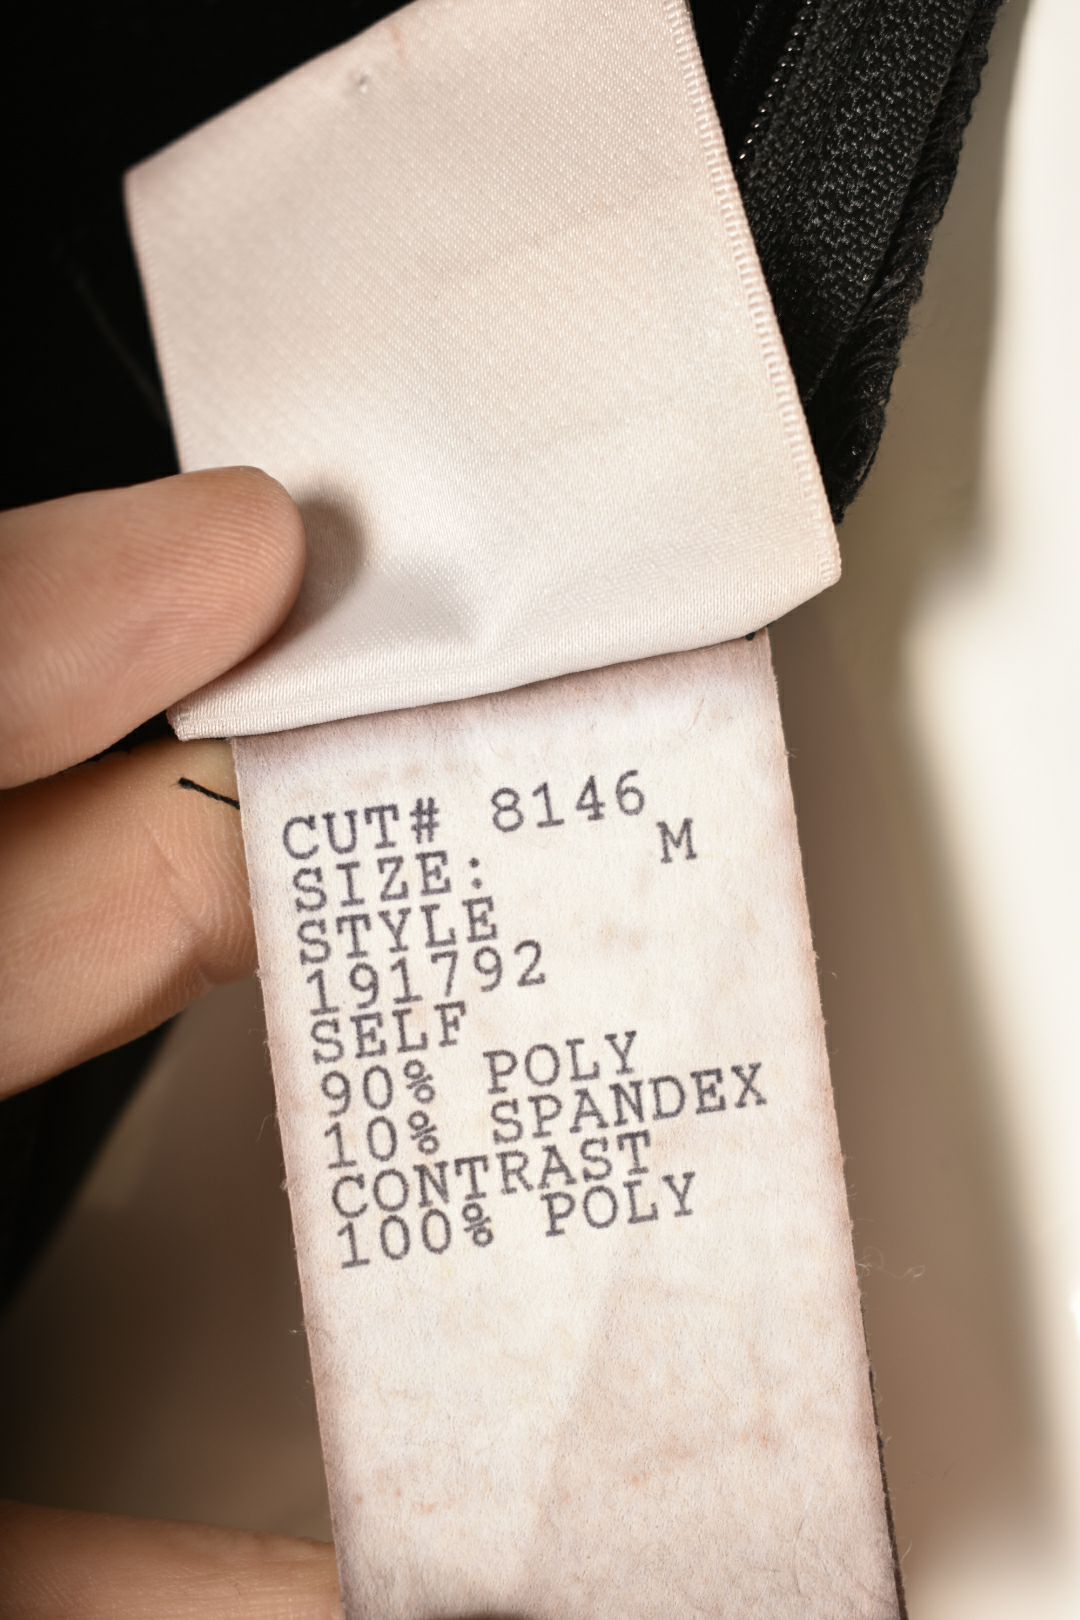 CUT# 8146
SIZE: M
STYLE
191792
SELF
90% POLY
10% SPANDEX
CONTRAST
100% POLY